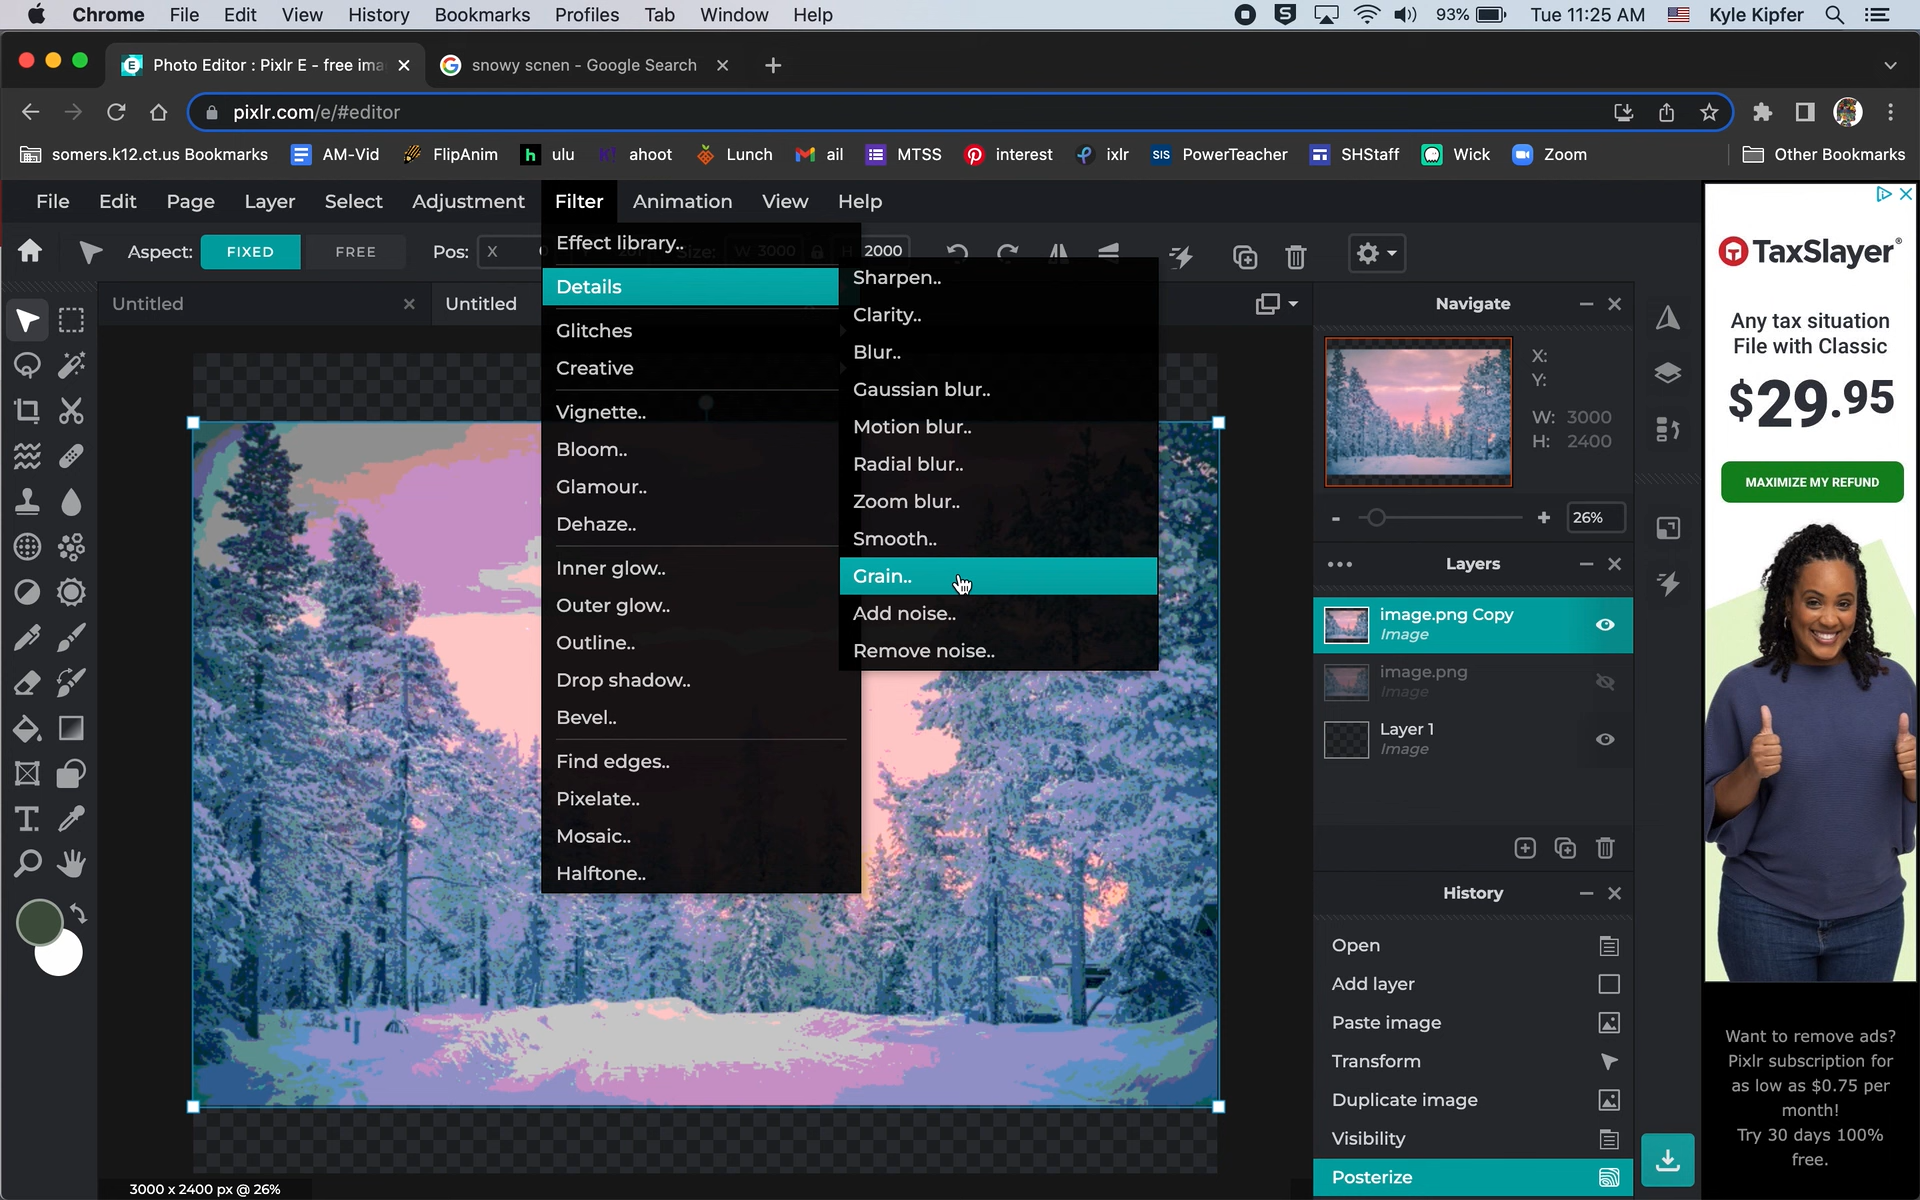 Chrome File Edit View History Bookmarks Profiles Tab Window Help 93% Tue 11:25 AM Kyle Kipfer
Photo Editor : Pixlr E - free ima
snowy scnen - Google Search
pixlr.com/e/#editor
somers.k12.ct.us Bookmarks AM-Vid FlipAnim ulu ahoot Lunch ail MTSS interest ixlr PowerTeacher SHStaff Wick Zoom Other Bookmarks
File Edit Page Layer Select Adjustment Filter Animation View Help
Aspect: FIXED FREE Pos: X Size: W 3000 H 2000
Untitled
Untitled
Effect library..
Details
Glitches
Creative
Vignette..
Bloom..
Glamour..
Dehaze..
Inner glow..
Outer glow..
Outline..
Drop shadow..
Bevel..
Find edges..
Pixelate..
Mosaic..
Halftone..
Sharpen..
Clarity..
Blur..
Gaussian blur..
Motion blur..
Radial blur..
Zoom blur..
Smooth..
Grain..
Add noise..
Remove noise..
Navigate
X:
Y:
W: 3000
H: 2400
- + 26%
Layers
image.png Copy
Image
image.png
Image
Layer 1
Image
History
Open
Add layer
Paste image
Transform
Duplicate image
Visibility
Posterize
3000 x 2400 px @ 26%
TaxSlayer®
Any tax situation
File with Classic
$29.95
MAXIMIZE MY REFUND
Want to remove ads?
Pixlr subscription for
as low as $0.75 per
month!
Try 30 days 100%
free.